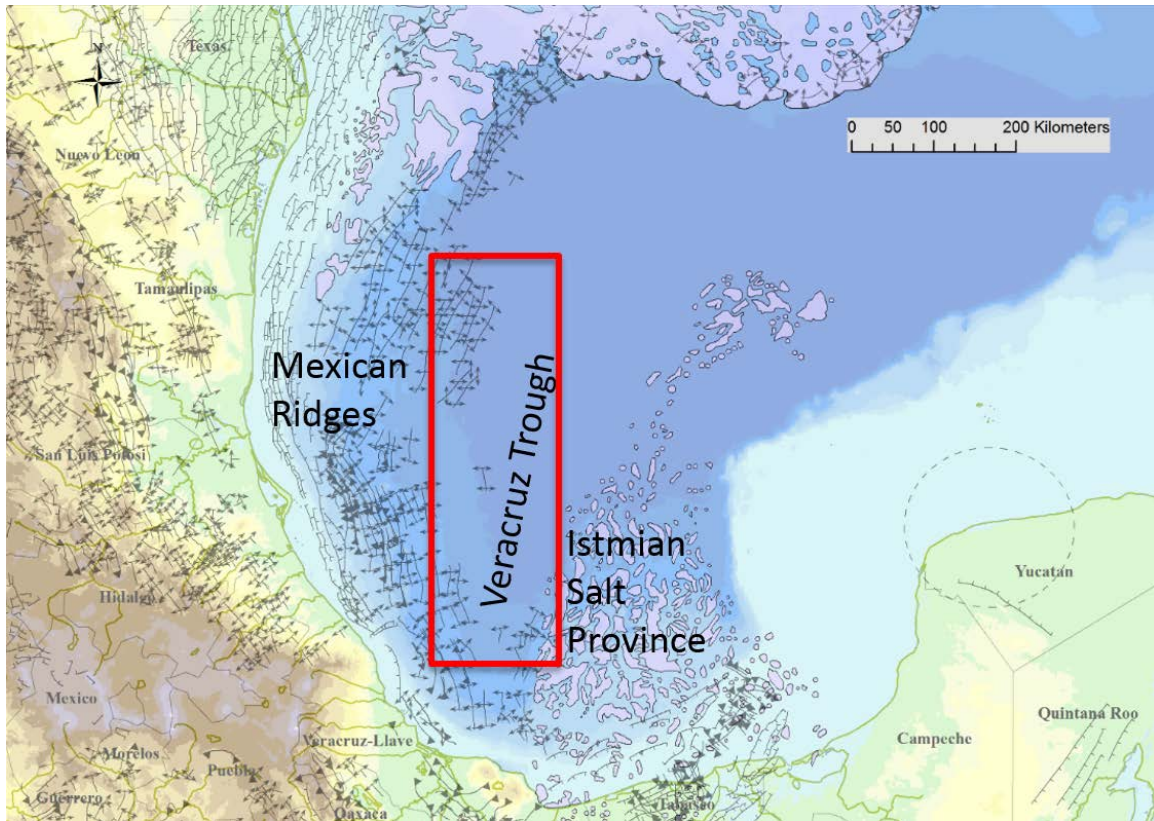 Texas
N
0 50 100 200 Kilometers
Nuevo Leon
Tamaulipas
Mexican
Ridges
Veracruz Trough
San Luis Potosi
Istmian
Salt
Province
Yucatan
Hidalgo
Mexico
Quintana Roo
Campeche
Veracruz-Llave
Morelos
Puebla
Guerrero
Oaxaca
Tabasco